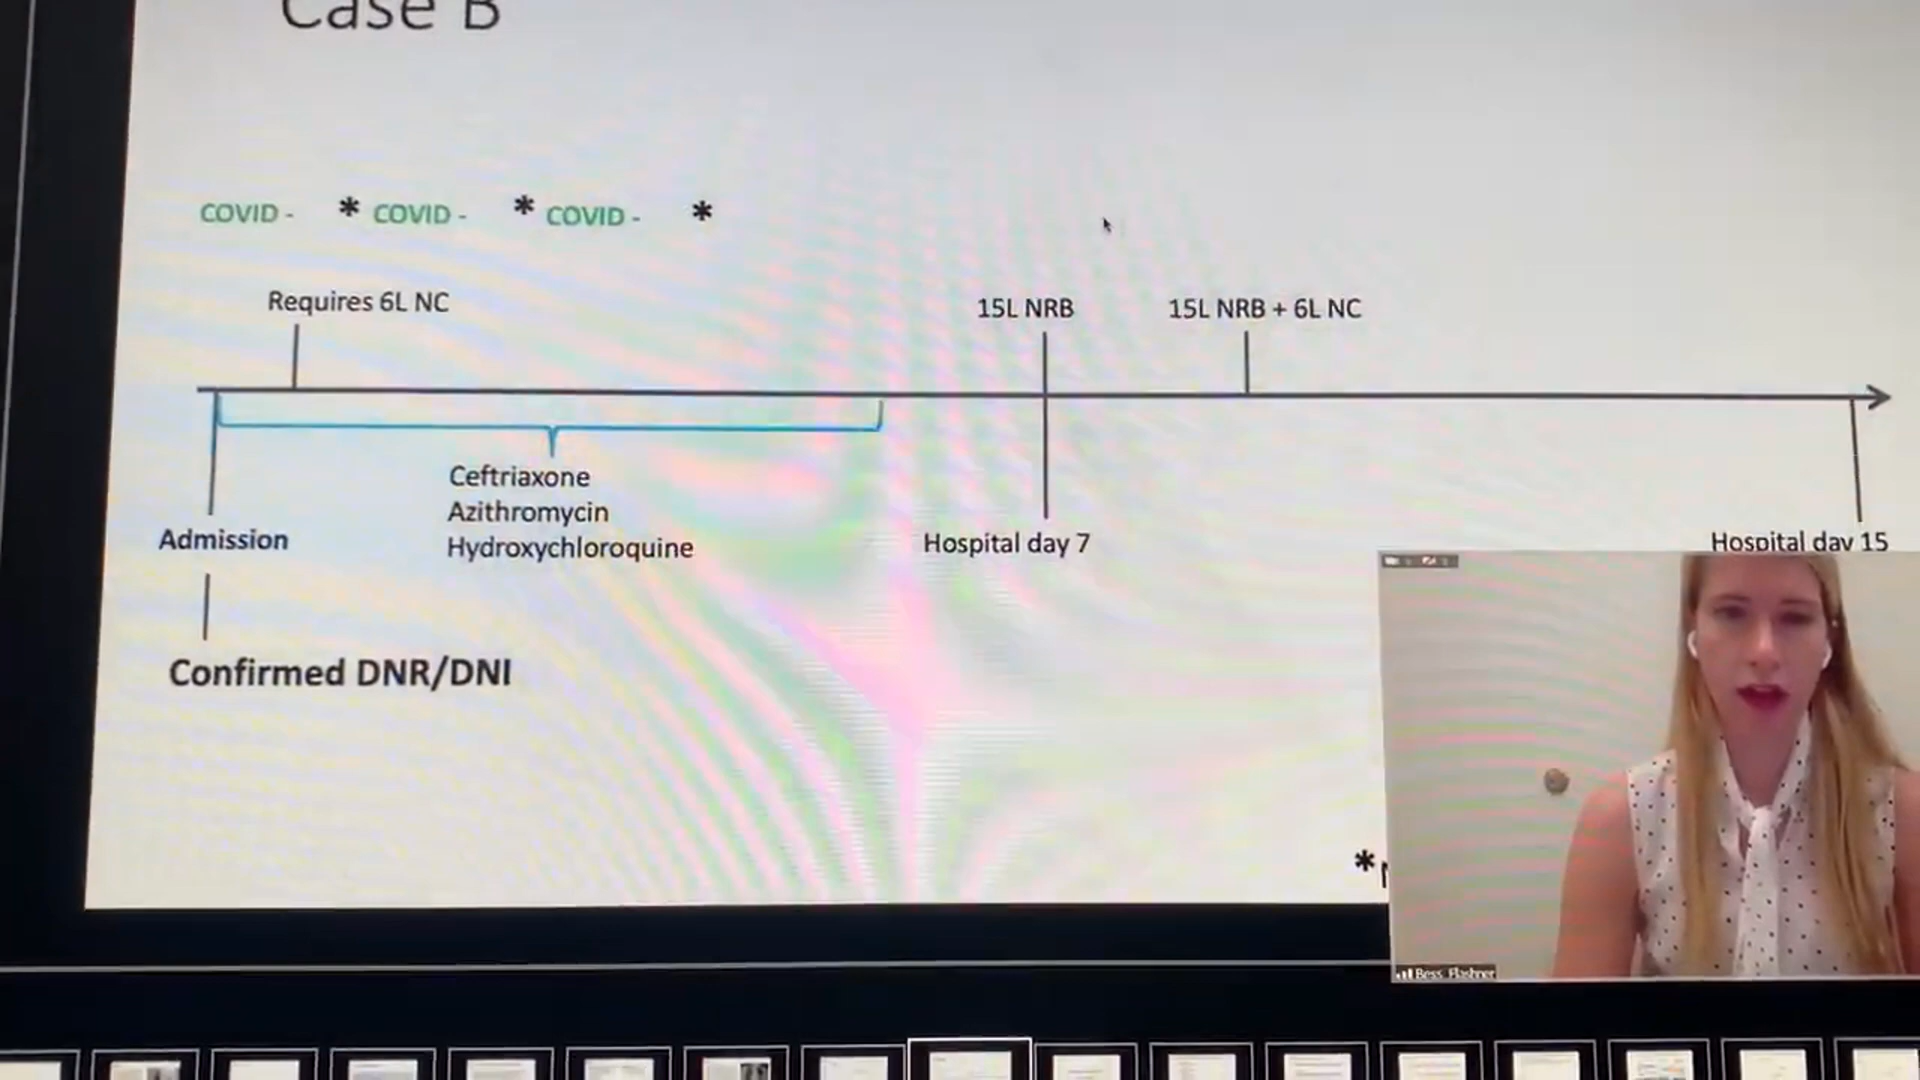 Case B
COVID - * COVID - * COVID - *
Requires 6L NC
15L NRB
15L NRB + 6L NC
Ceftriaxone
Azithromycin
Hydroxychloroquine
Admission
Hospital day 7
Hospital day 15
Confirmed DNR/DNI
*
Bess_Flashner